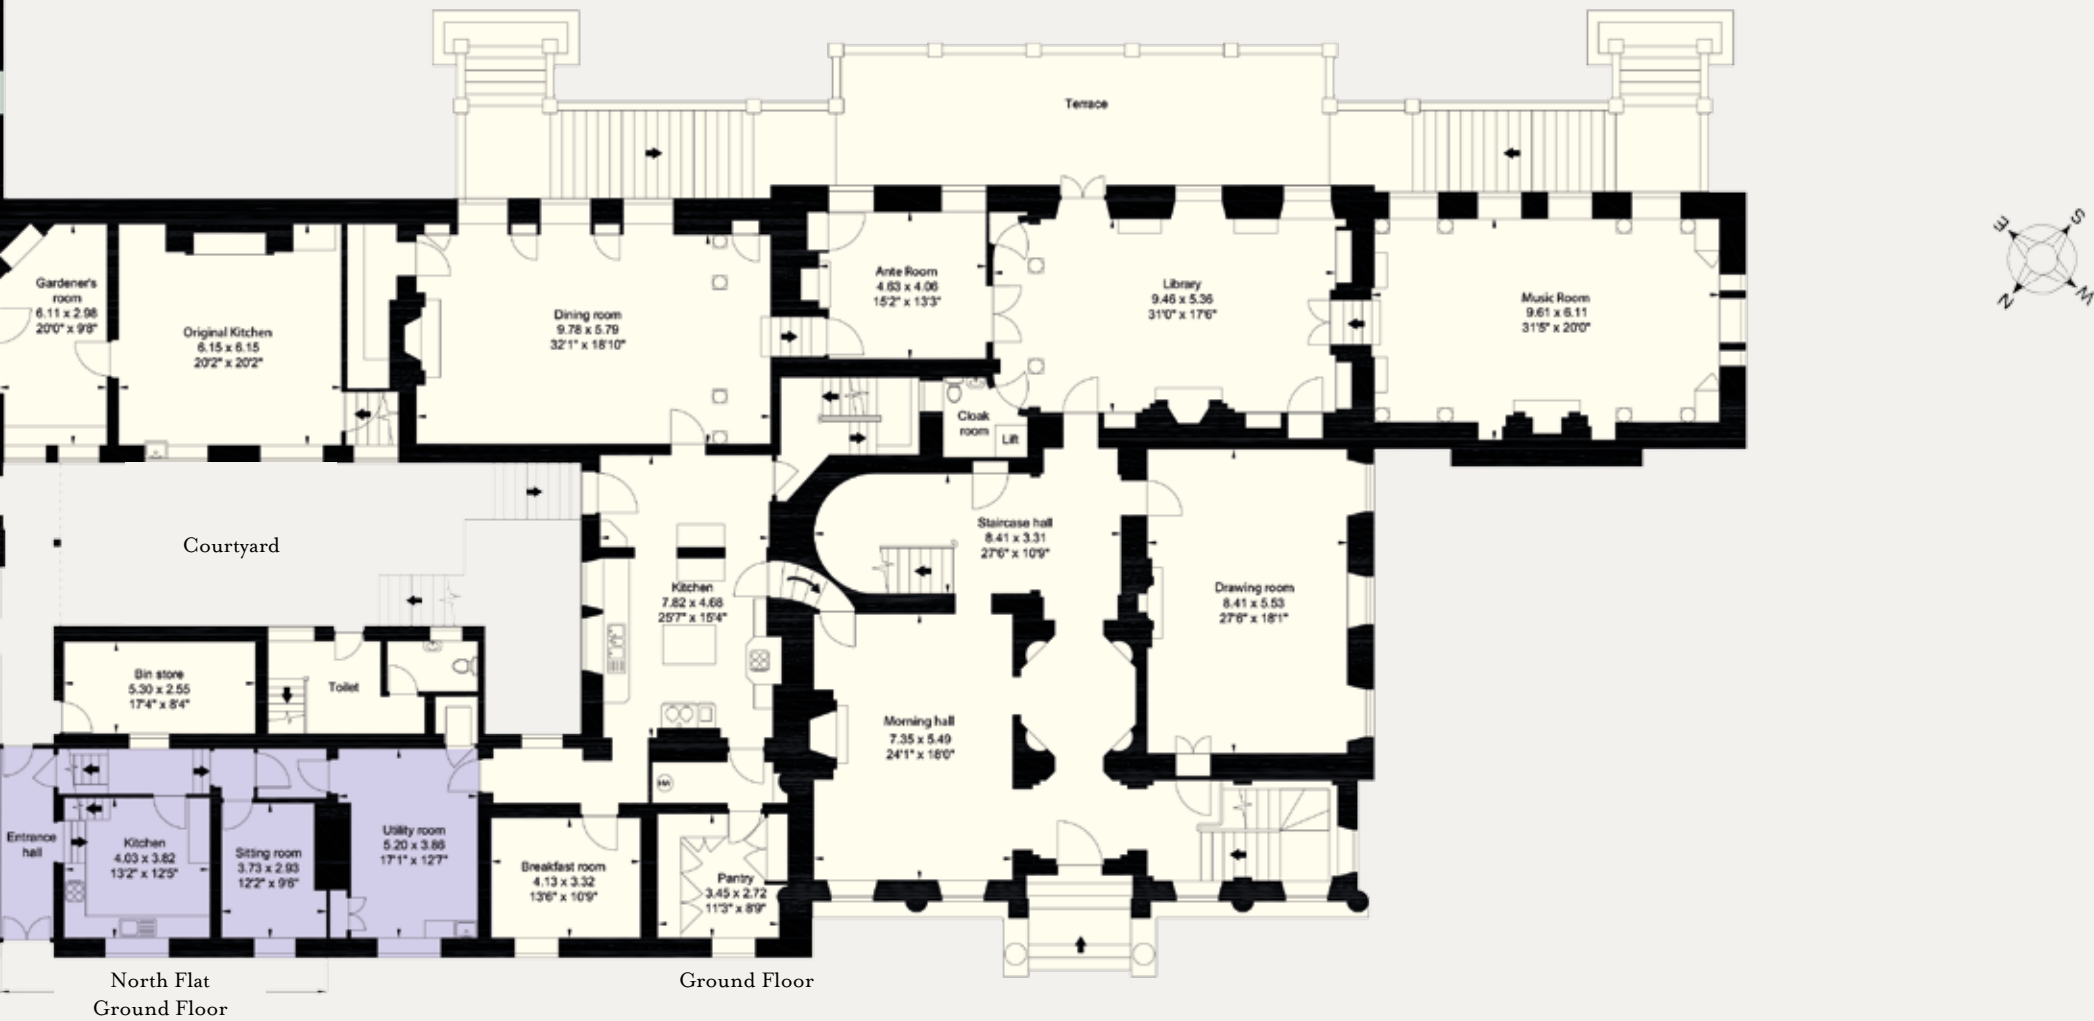 Terrace
S
E
W
N
Gardener's
room
6.11 x 2.98
20'0" x 9'8"
Original Kitchen
6.15 x 6.15
20'2" x 20'2"
Dining room
9.78 x 5.79
32'1" x 18'10"
Ante Room
4.63 x 4.06
15'2" x 13'3"
Library
9.46 x 5.36
31'0" x 17'6"
Music Room
9.61 x 6.11
31'5" x 20'0"
Cloak
room
Lift
Courtyard
Staircase hall
8.41 x 3.31
27'6" x 10'9"
Kitchen
7.82 x 4.68
25'7" x 15'4"
Drawing room
8.41 x 5.53
27'6" x 18'1"
Bin store
5.30 x 2.55
17'4" x 8'4"
Toilet
Morning hall
7.35 x 5.49
24'1" x 18'0"
HW
Entrance
hall
Kitchen
4.03 x 3.82
13'2" x 12'5"
Sitting room
3.73 x 2.93
12'2" x 9'6"
Utility room
5.20 x 3.86
17'1" x 12'7"
Breakfast room
4.13 x 3.32
13'6" x 10'9"
Pantry
3.45 x 2.72
11'3" x 8'9"
North Flat
Ground Floor
Ground Floor